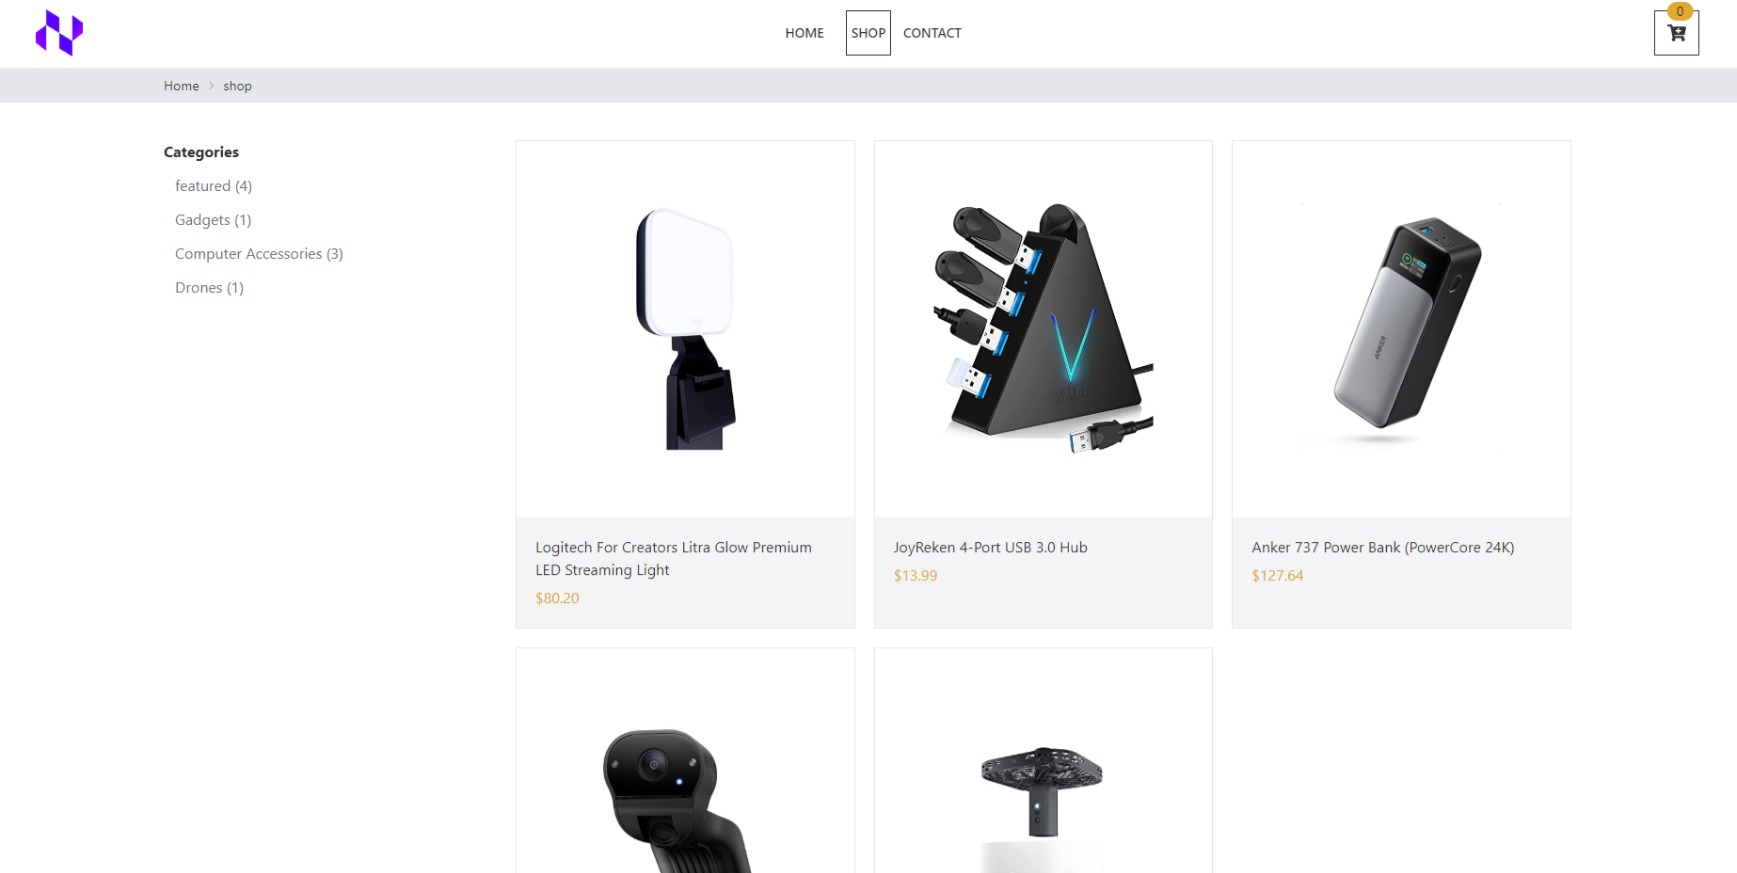 HOME SHOP CONTACT
0
Home > shop
Categories
featured (4)
Gadgets (1)
Computer Accessories (3)
Drones (1)
ANKER
Logitech For Creators Litra Glow Premium
LED Streaming Light
$80.20
JoyReken 4-Port USB 3.0 Hub
$13.99
Anker 737 Power Bank (PowerCore 24K)
$127.64